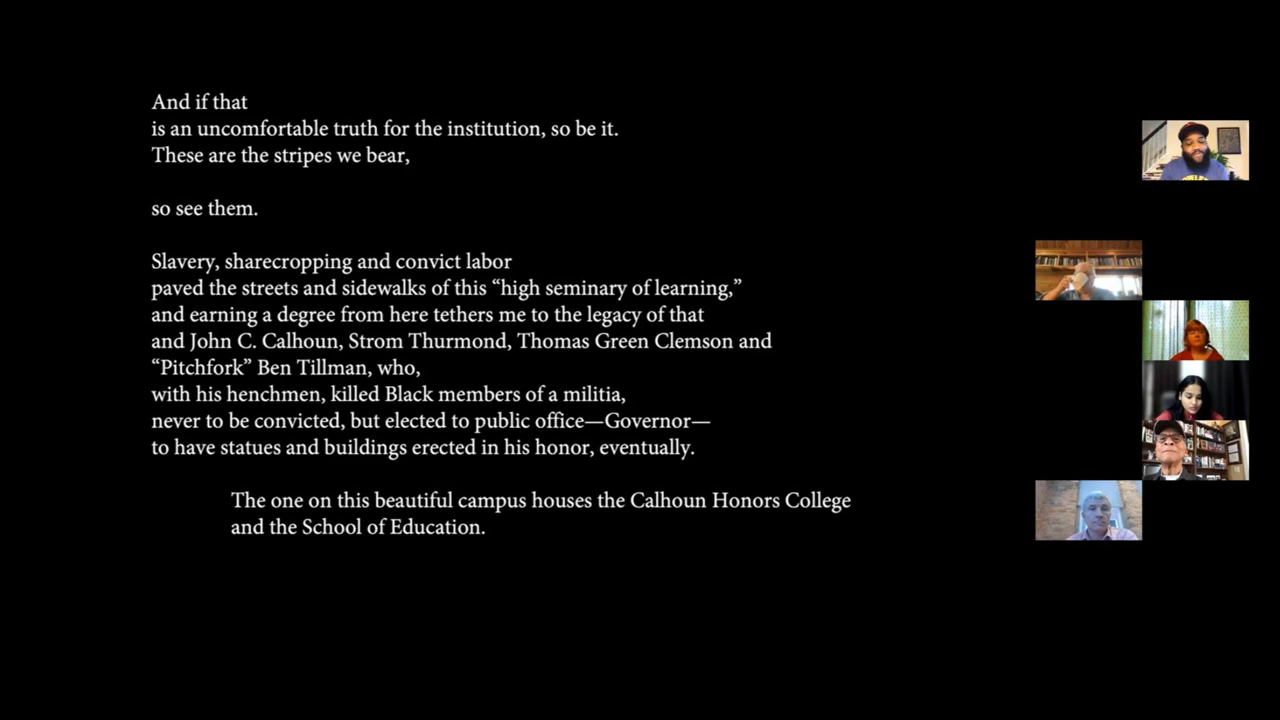 And if that
is an uncomfortable truth for the institution, so be it.
These are the stripes we bear,
so see them.
Slavery, sharecropping and convict labor
paved the streets and sidewalks of this “high seminary of learning,”
and earning a degree from here tethers me to the legacy of that
and John C. Calhoun, Strom Thurmond, Thomas Green Clemson and
“Pitchfork” Ben Tillman, who,
with his henchmen, killed Black members of a militia,
never to be convicted, but elected to public office—Governor—
to have statues and buildings erected in his honor, eventually.
The one on this beautiful campus houses the Calhoun Honors College
and the School of Education.